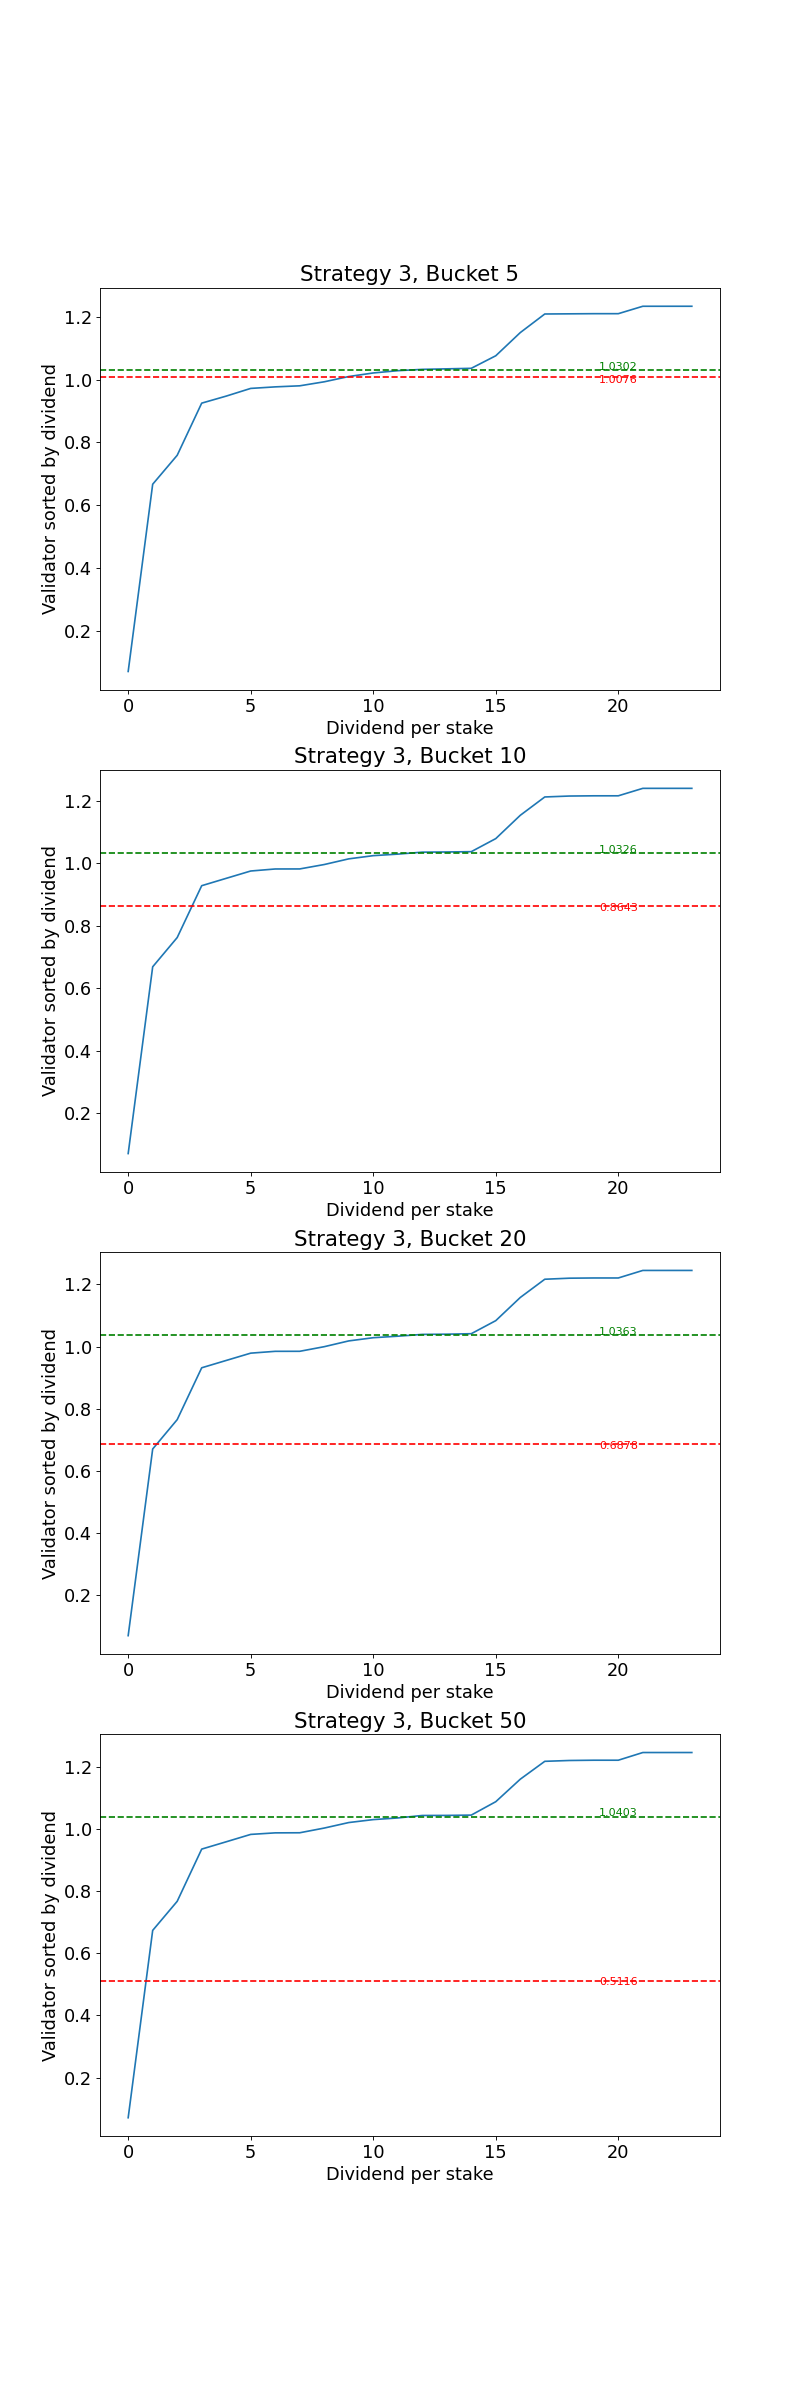 Strategy 3, Bucket 5
Validator sorted by dividend
1.2
1.0
0.8
0.6
0.4
0.2
1.0302
1.0076
0 5 10 15 20
Dividend per stake
Strategy 3, Bucket 10
Validator sorted by dividend
1.2
1.0
0.8
0.6
0.4
0.2
1.0326
0.8643
0 5 10 15 20
Dividend per stake
Strategy 3, Bucket 20
Validator sorted by dividend
1.2
1.0
0.8
0.6
0.4
0.2
1.0363
0.6878
0 5 10 15 20
Dividend per stake
Strategy 3, Bucket 50
Validator sorted by dividend
1.2
1.0
0.8
0.6
0.4
0.2
1.0403
0.5116
0 5 10 15 20
Dividend per stake